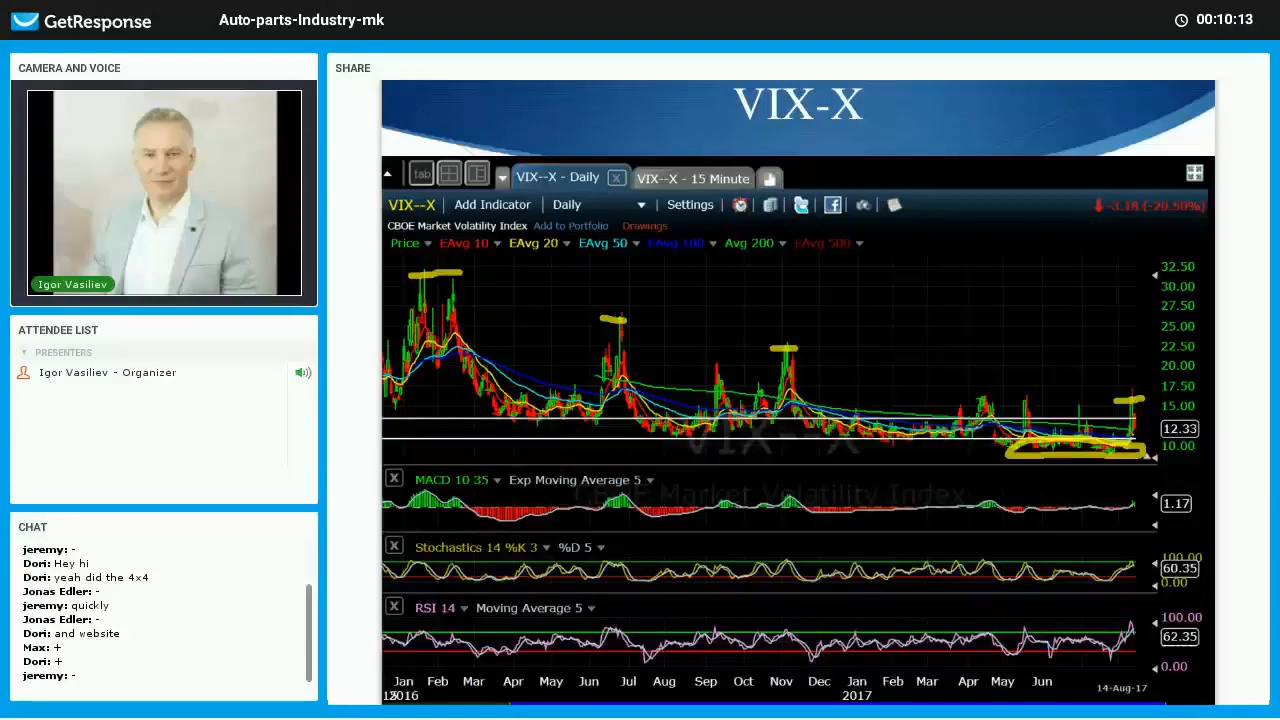 GetResponse
Auto-parts-Industry-mk
00:10:13
CAMERA AND VOICE
Igor Vasiliev
ATTENDEE LIST
PRESENTERS
Igor Vasiliev - Organizer
CHAT
jeremy: -
Dori: Hey hi
Dori: yeah did the 4x4
Jonas Edler: -
jeremy: quickly
Jonas Edler: -
Dori: and website
Max: +
Dori: +
jeremy: -
SHARE
VIX-X
tab
VIX--X - Daily
VIX--X - 15 Minute
VIX--X Add Indicator Daily Settings -3.18 (-20.50%)
CBOE Market Volatility Index Add to Portfolio Drawings
Price EAvg 10 EAvg 20 EAvg 50 EAvg 100 Avg 200 EAvg 500
32.50
30.00
27.50
25.00
22.50
20.00
17.50
15.00
12.33
10.00
VIX--X
CBOE Market Volatility Index
X MACD 10 35 Exp Moving Average 5
1.17
X Stochastics 14 %K 3 %D 5
100.00
60.35
0.00
X RSI 14 Moving Average 5
100.00
62.35
0.00
Jan Feb Mar Apr May Jun Jul Aug Sep Oct Nov Dec Jan Feb Mar Apr May Jun
2016 2017
14-Aug-17